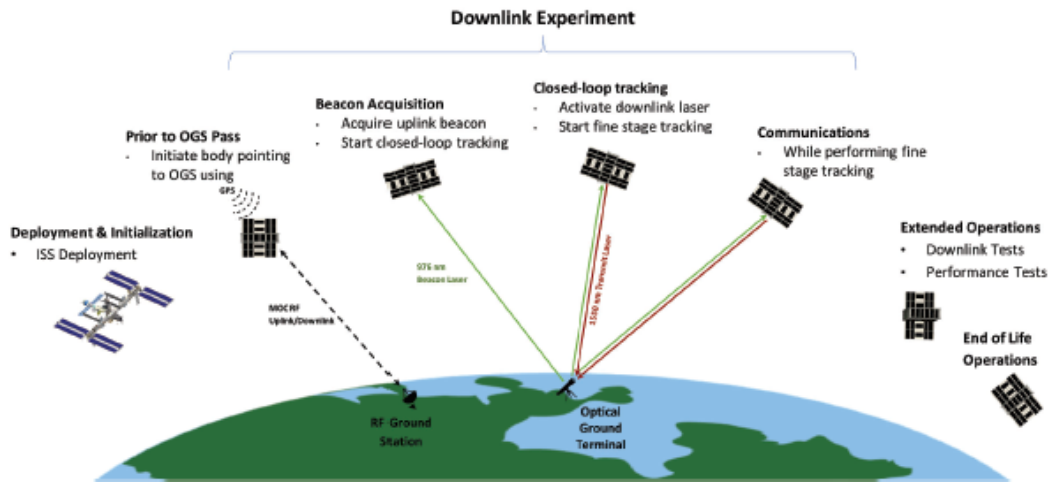 Downlink Experiment
Prior to OGS Pass
- Initiate body pointing
to OGS using
GPS
Beacon Acquisition
- Acquire uplink beacon
- Start closed-loop tracking
Closed-loop tracking
- Activate downlink laser
- Start fine stage tracking
Communications
- While performing fine
stage tracking
Deployment & Initialization
• ISS Deployment
Extended Operations
• Downlink Tests
• Performance Tests
End of Life
Operations
976 nm
Beacon Laser
1550 nm Transmit Laser
MOC RF
Uplink/Downlink
RF Ground
Station
Optical
Ground
Terminal